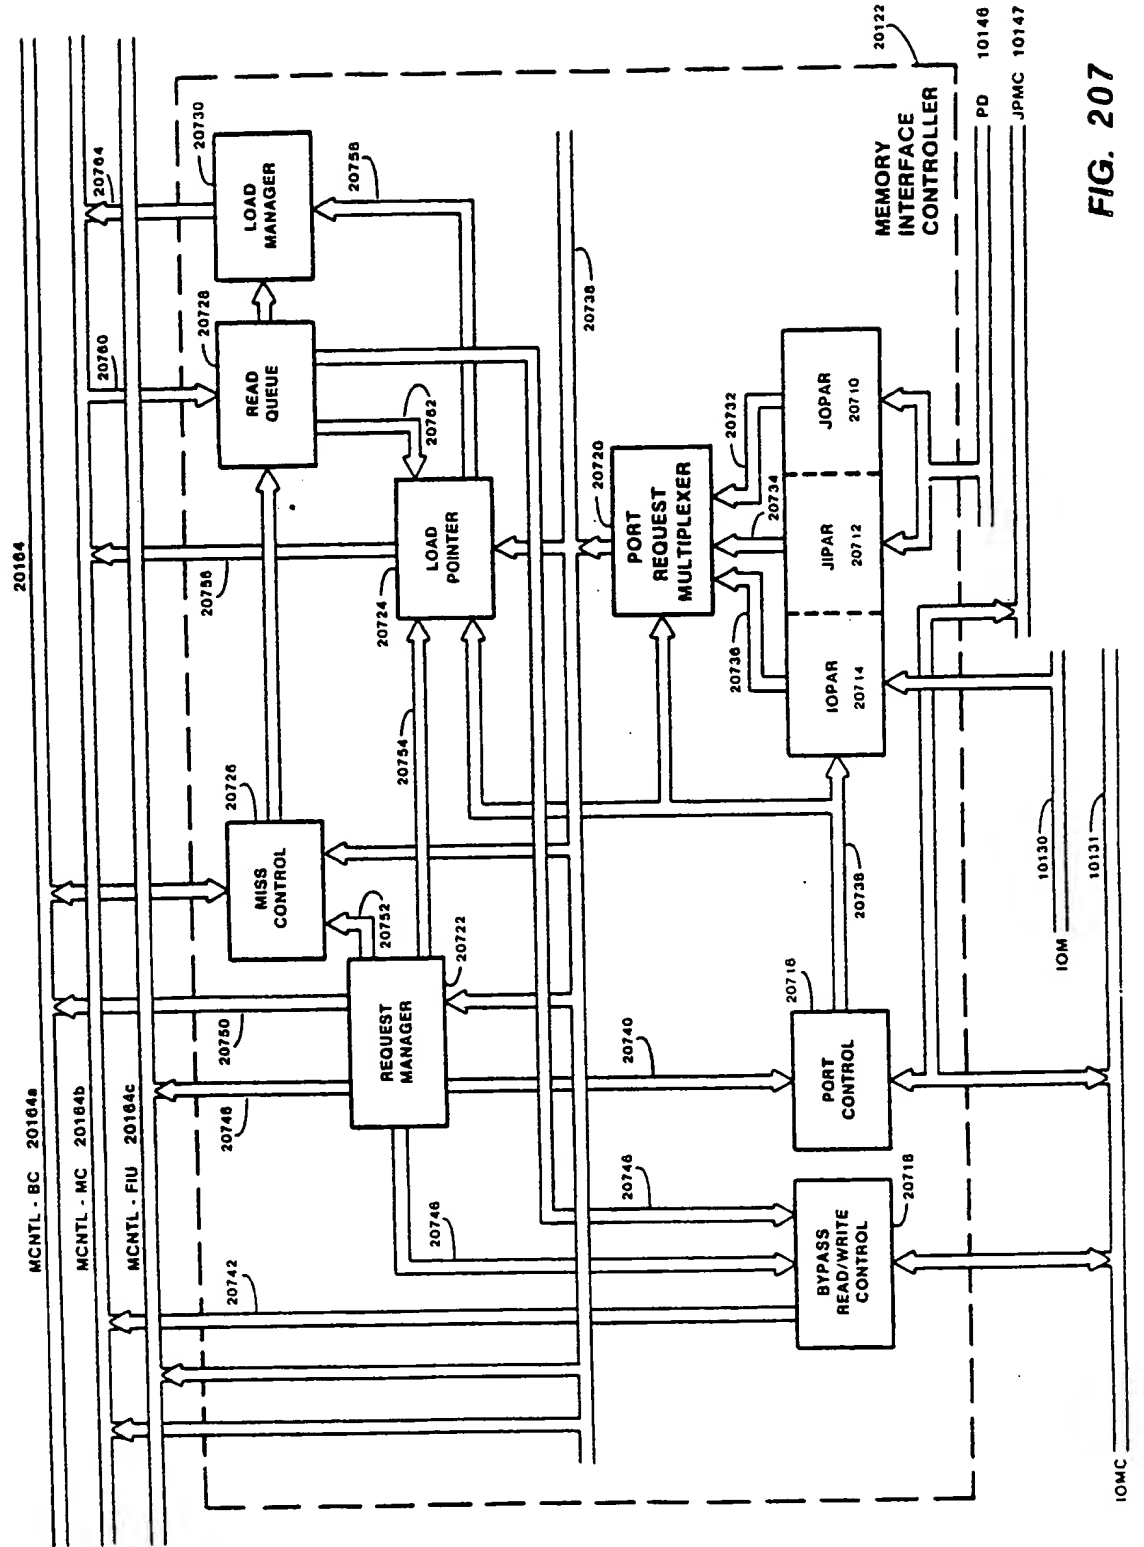 20164
MCNTL - BC 20164a
MCNTL - MC 20164b
MCNTL - FIU 20164c
20742
20748
20750
20756
20760
20764
MISS
CONTROL
20726
READ
QUEUE
20728
LOAD
MANAGER
20730
20122
REQUEST
MANAGER
20722
20752
20754
LOAD
POINTER
20724
20762
20758
20746
20746
20740
20738
PORT
REQUEST
MULTIPLEXER
20720
20736
20734
20732
BYPASS
READ/WRITE
CONTROL
20718
PORT
CONTROL
20716
20738
IOPAR
20714
JIPAR
20712
JOPAR
20710
MEMORY
INTERFACE
CONTROLLER
PD 10146
JPMC 10147
IOM
10130
10131
IOMC
FIG. 207